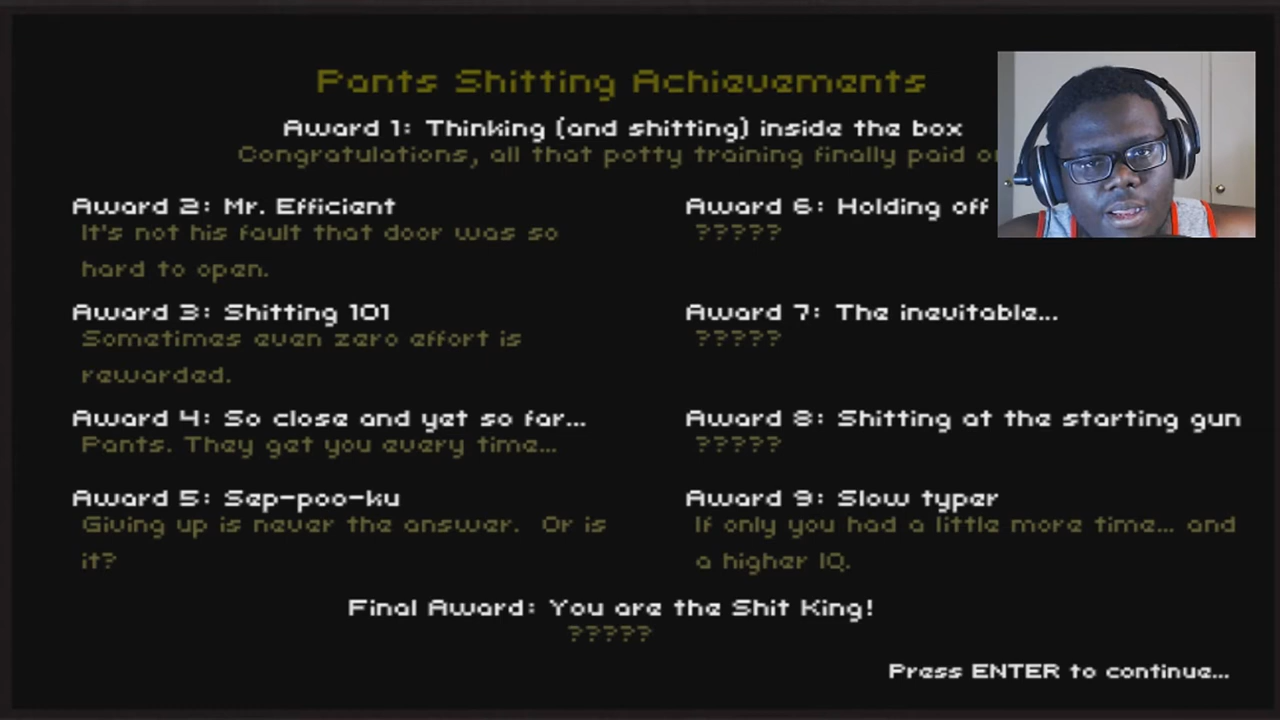 Pants Shitting Achievements
Award 1: Thinking (and shitting) inside the box
Congratulations, all that potty training finally paid
Award 2: Mr. Efficient
It's not his fault that door was so
hard to open.
Award 3: Shitting 101
Sometimes even zero effort is
rewarded.
Award 4: So close and yet so far...
Pants. They get you every time...
Award 5: Sep-poo-ku
Giving up is never the answer.  Or is
it?
Award 6: Holding off
?????
Award 7: The inevitable...
?????
Award 8: Shitting at the starting gun
?????
Award 9: Slow typer
If only you had a little more time... and
a higher IQ.
Final Award: You are the Shit King!
?????
Press ENTER to continue...